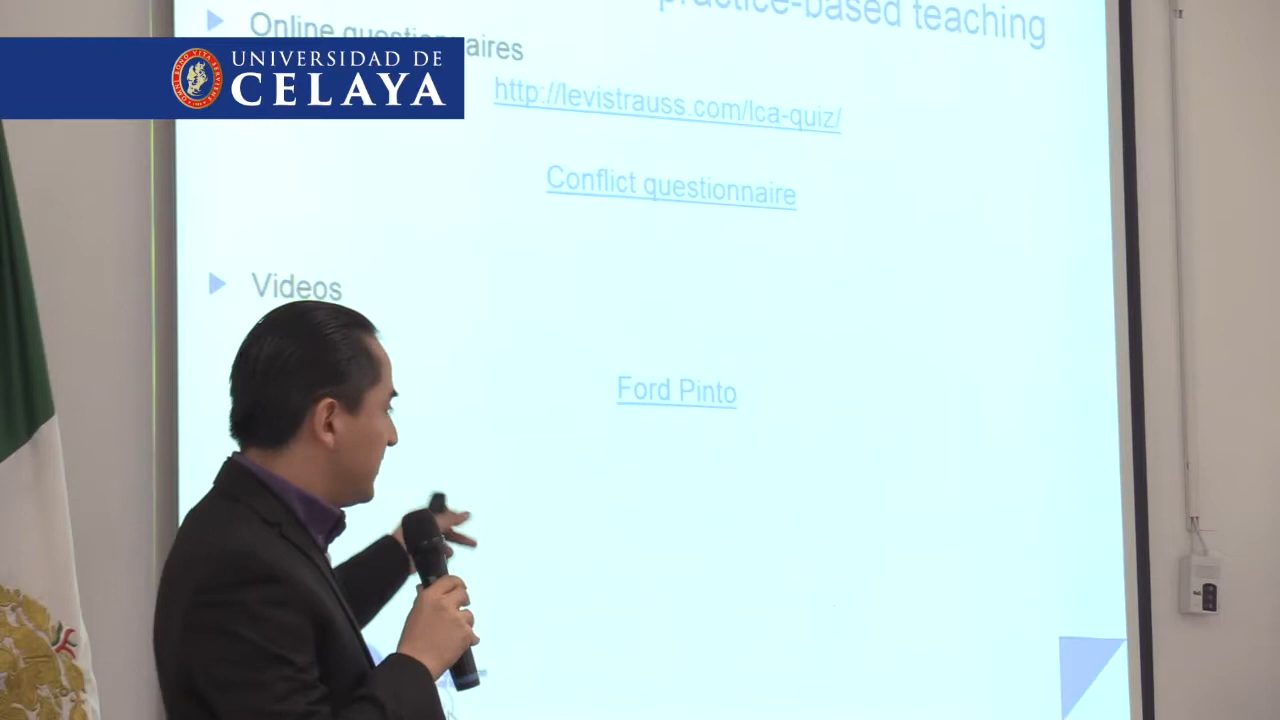 practice-based teaching
Online questionnaires
UNIVERSIDAD DE
CELAYA
http://levistrauss.com/lca-quiz/
Conflict questionnaire
Videos
Ford Pinto